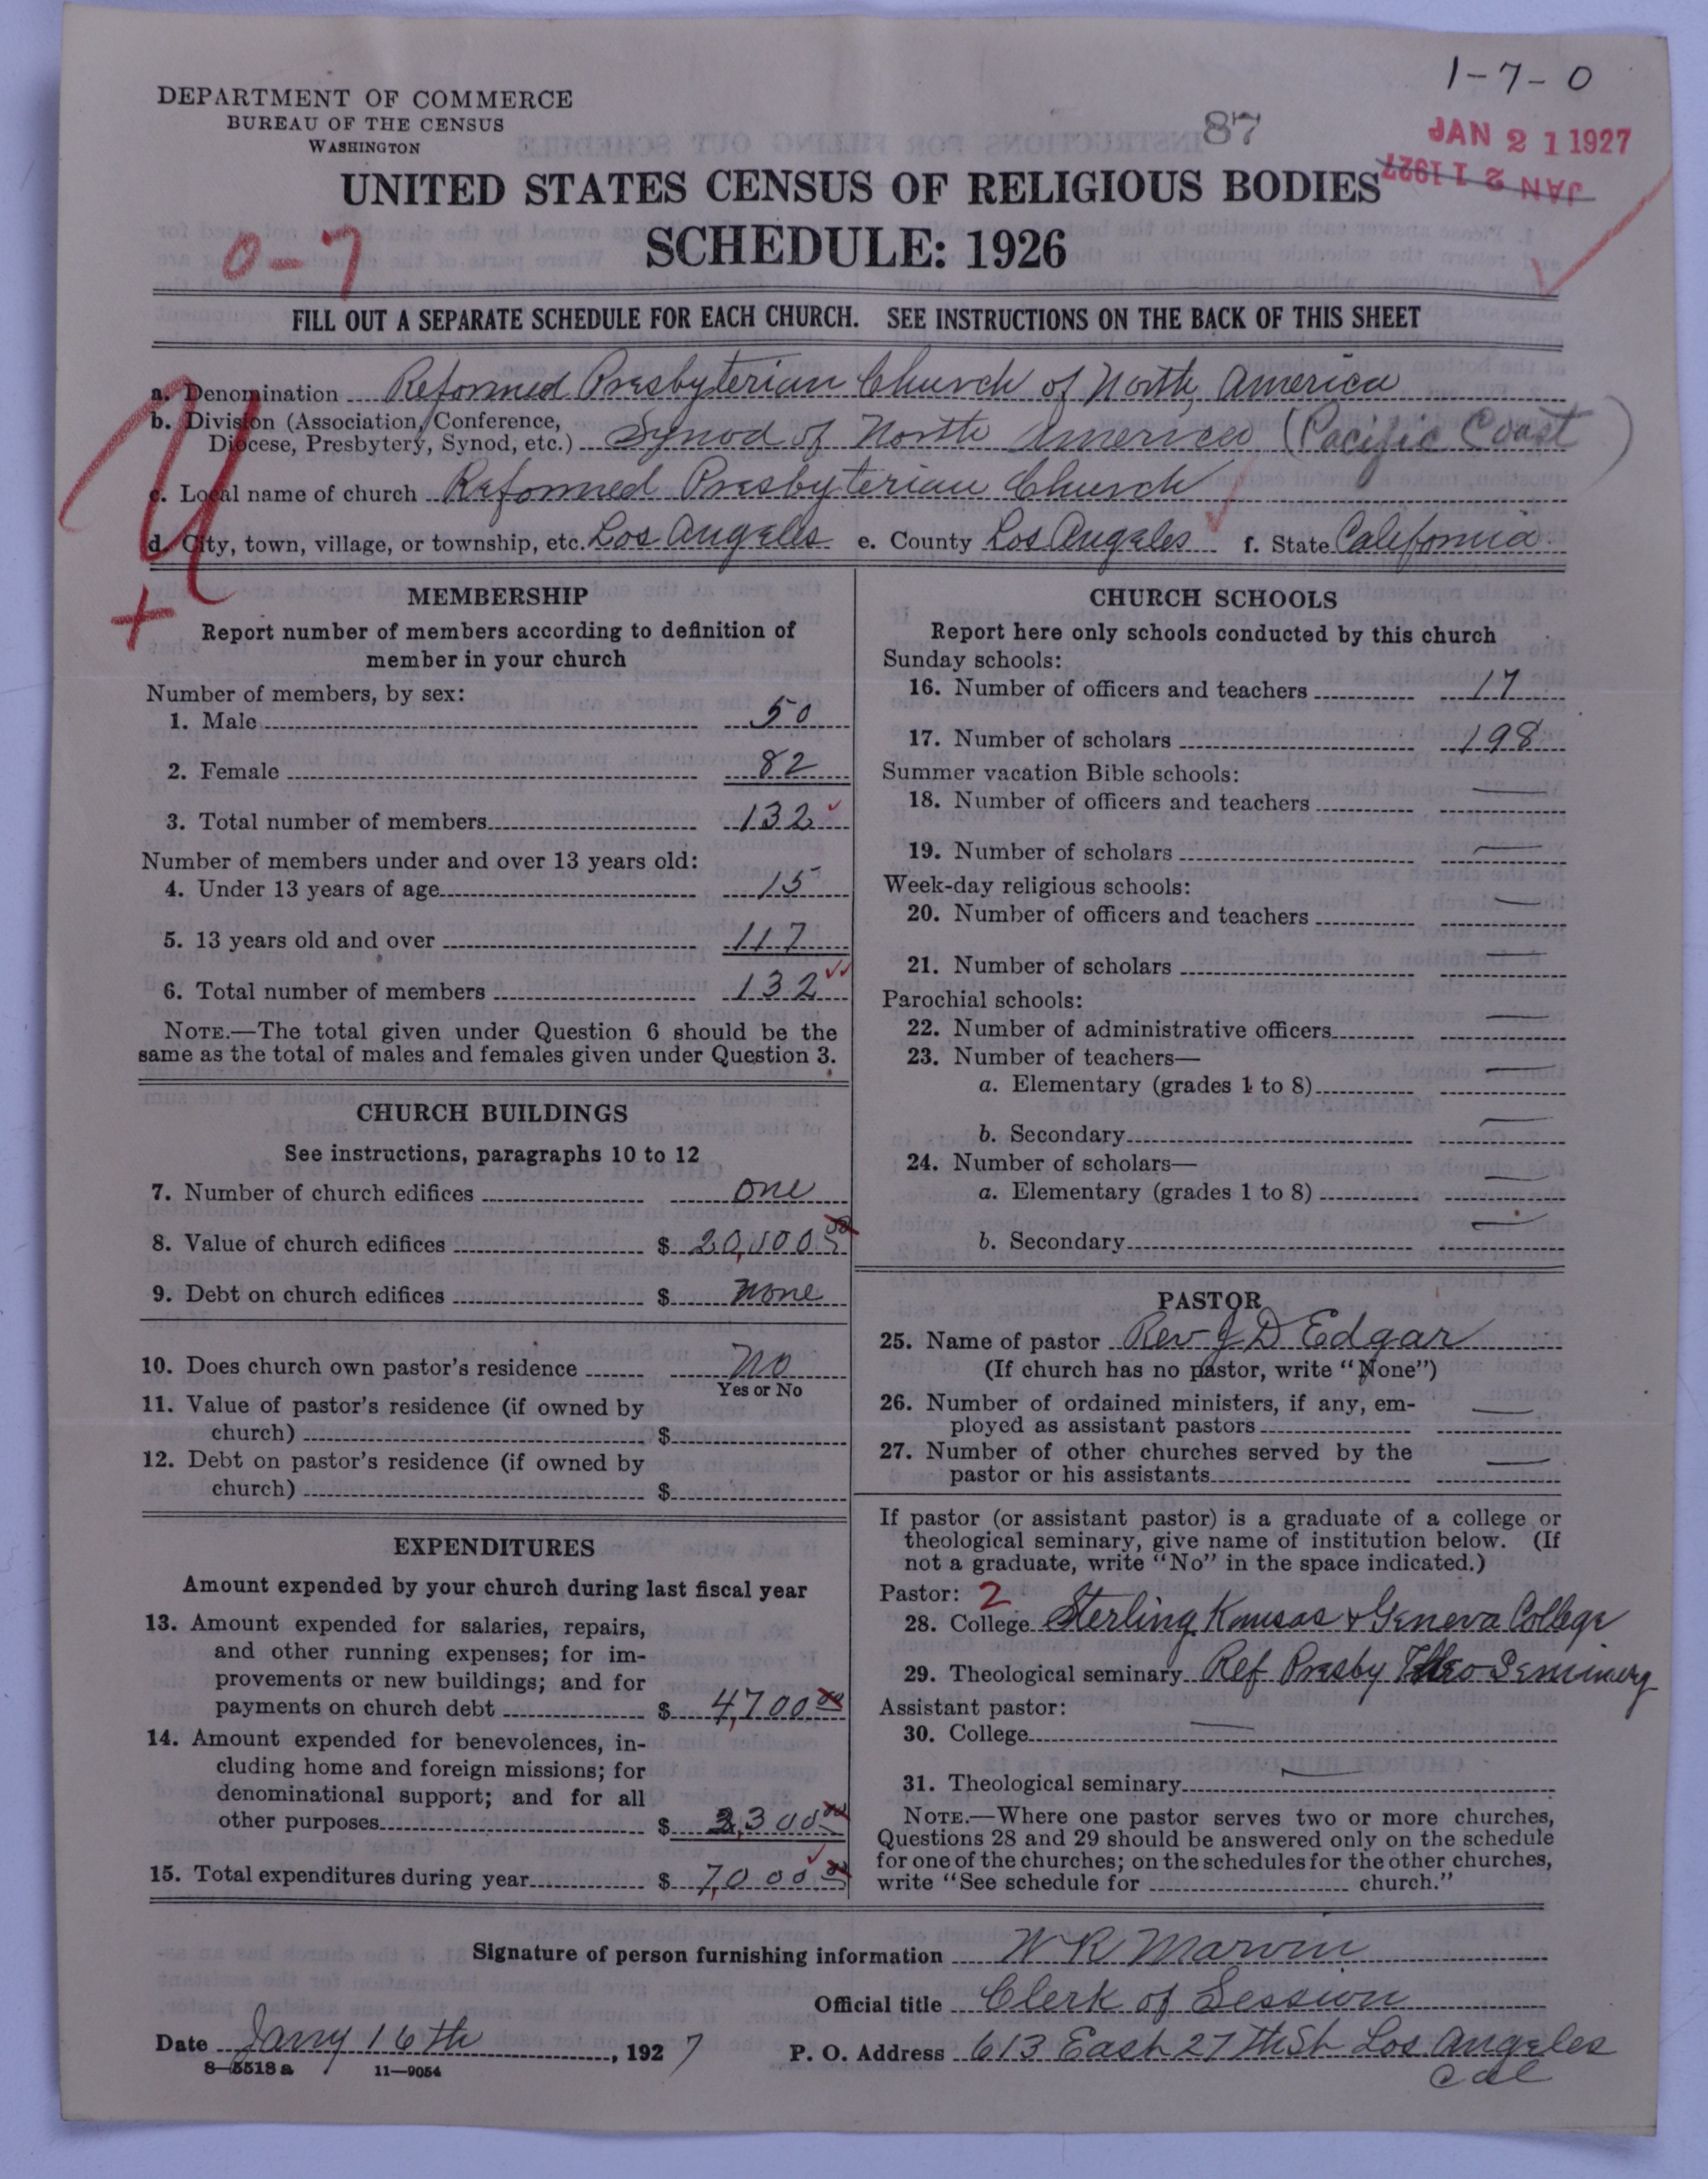 1-7-0
DEPARTMENT OF COMMERCE
BUREAU OF THE CENSUS
WASHINGTON
87
JAN 21 1927
JAN 21 1927
UNITED STATES CENSUS OF RELIGIOUS BODIES
SCHEDULE: 1926
0-7
FILL OUT A SEPARATE SCHEDULE FOR EACH CHURCH. SEE INSTRUCTIONS ON THE BACK OF THIS SHEET
a. Denomination Reformed Presbyterian Church of North America
b. Division (Association, Conference,
Diocese, Presbytery, Synod, etc.) Synod of North America (Pacific Coast)
c. Local name of church Reformed Presbyterian Church
d. City, town, village, or township, etc. Los Angeles e. County Los Angeles f. State California
MEMBERSHIP
Report number of members according to definition of
member in your church
Number of members, by sex:
1. Male 50
2. Female 82
3. Total number of members 132
Number of members under and over 13 years old:
4. Under 13 years of age 15
5. 13 years old and over 117
6. Total number of members 132
NOTE.—The total given under Question 6 should be the
same as the total of males and females given under Question 3.
CHURCH BUILDINGS
See instructions, paragraphs 10 to 12
7. Number of church edifices one
8. Value of church edifices $ 20,000 00
9. Debt on church edifices $ none
10. Does church own pastor's residence No
Yes or No
11. Value of pastor's residence (if owned by
church) $
12. Debt on pastor's residence (if owned by
church) $
EXPENDITURES
Amount expended by your church during last fiscal year
13. Amount expended for salaries, repairs,
and other running expenses; for im-
provements or new buildings; and for
payments on church debt $ 4,700 00
14. Amount expended for benevolences, in-
cluding home and foreign missions; for
denominational support; and for all
other purposes $ 2,300 00
15. Total expenditures during year $ 7,000 00
CHURCH SCHOOLS
Report here only schools conducted by this church
Sunday schools:
16. Number of officers and teachers 17
17. Number of scholars 198
Summer vacation Bible schools:
18. Number of officers and teachers —
19. Number of scholars —
Week-day religious schools:
20. Number of officers and teachers —
21. Number of scholars —
Parochial schools:
22. Number of administrative officers —
23. Number of teachers—
a. Elementary (grades 1 to 8) —
b. Secondary —
24. Number of scholars—
a. Elementary (grades 1 to 8) —
b. Secondary —
PASTOR
25. Name of pastor Rev J D Edgar
(If church has no pastor, write "None")
26. Number of ordained ministers, if any, em-
ployed as assistant pastors —
27. Number of other churches served by the
pastor or his assistants —
If pastor (or assistant pastor) is a graduate of a college or
theological seminary, give name of institution below. (If
not a graduate, write "No" in the space indicated.)
Pastor: 2
28. College Sterling Kansas & Geneva College
29. Theological seminary Ref Presby Theo Seminary
Assistant pastor:
30. College —
31. Theological seminary —
NOTE.—Where one pastor serves two or more churches,
Questions 28 and 29 should be answered only on the schedule
for one of the churches; on the schedules for the other churches,
write "See schedule for church."
Signature of person furnishing information W R Marvin
Official title Clerk of Session
Date Jany 16th, 1927 P. O. Address 613 East 27th St Los Angeles
Cal
8—5518 a 11—9054